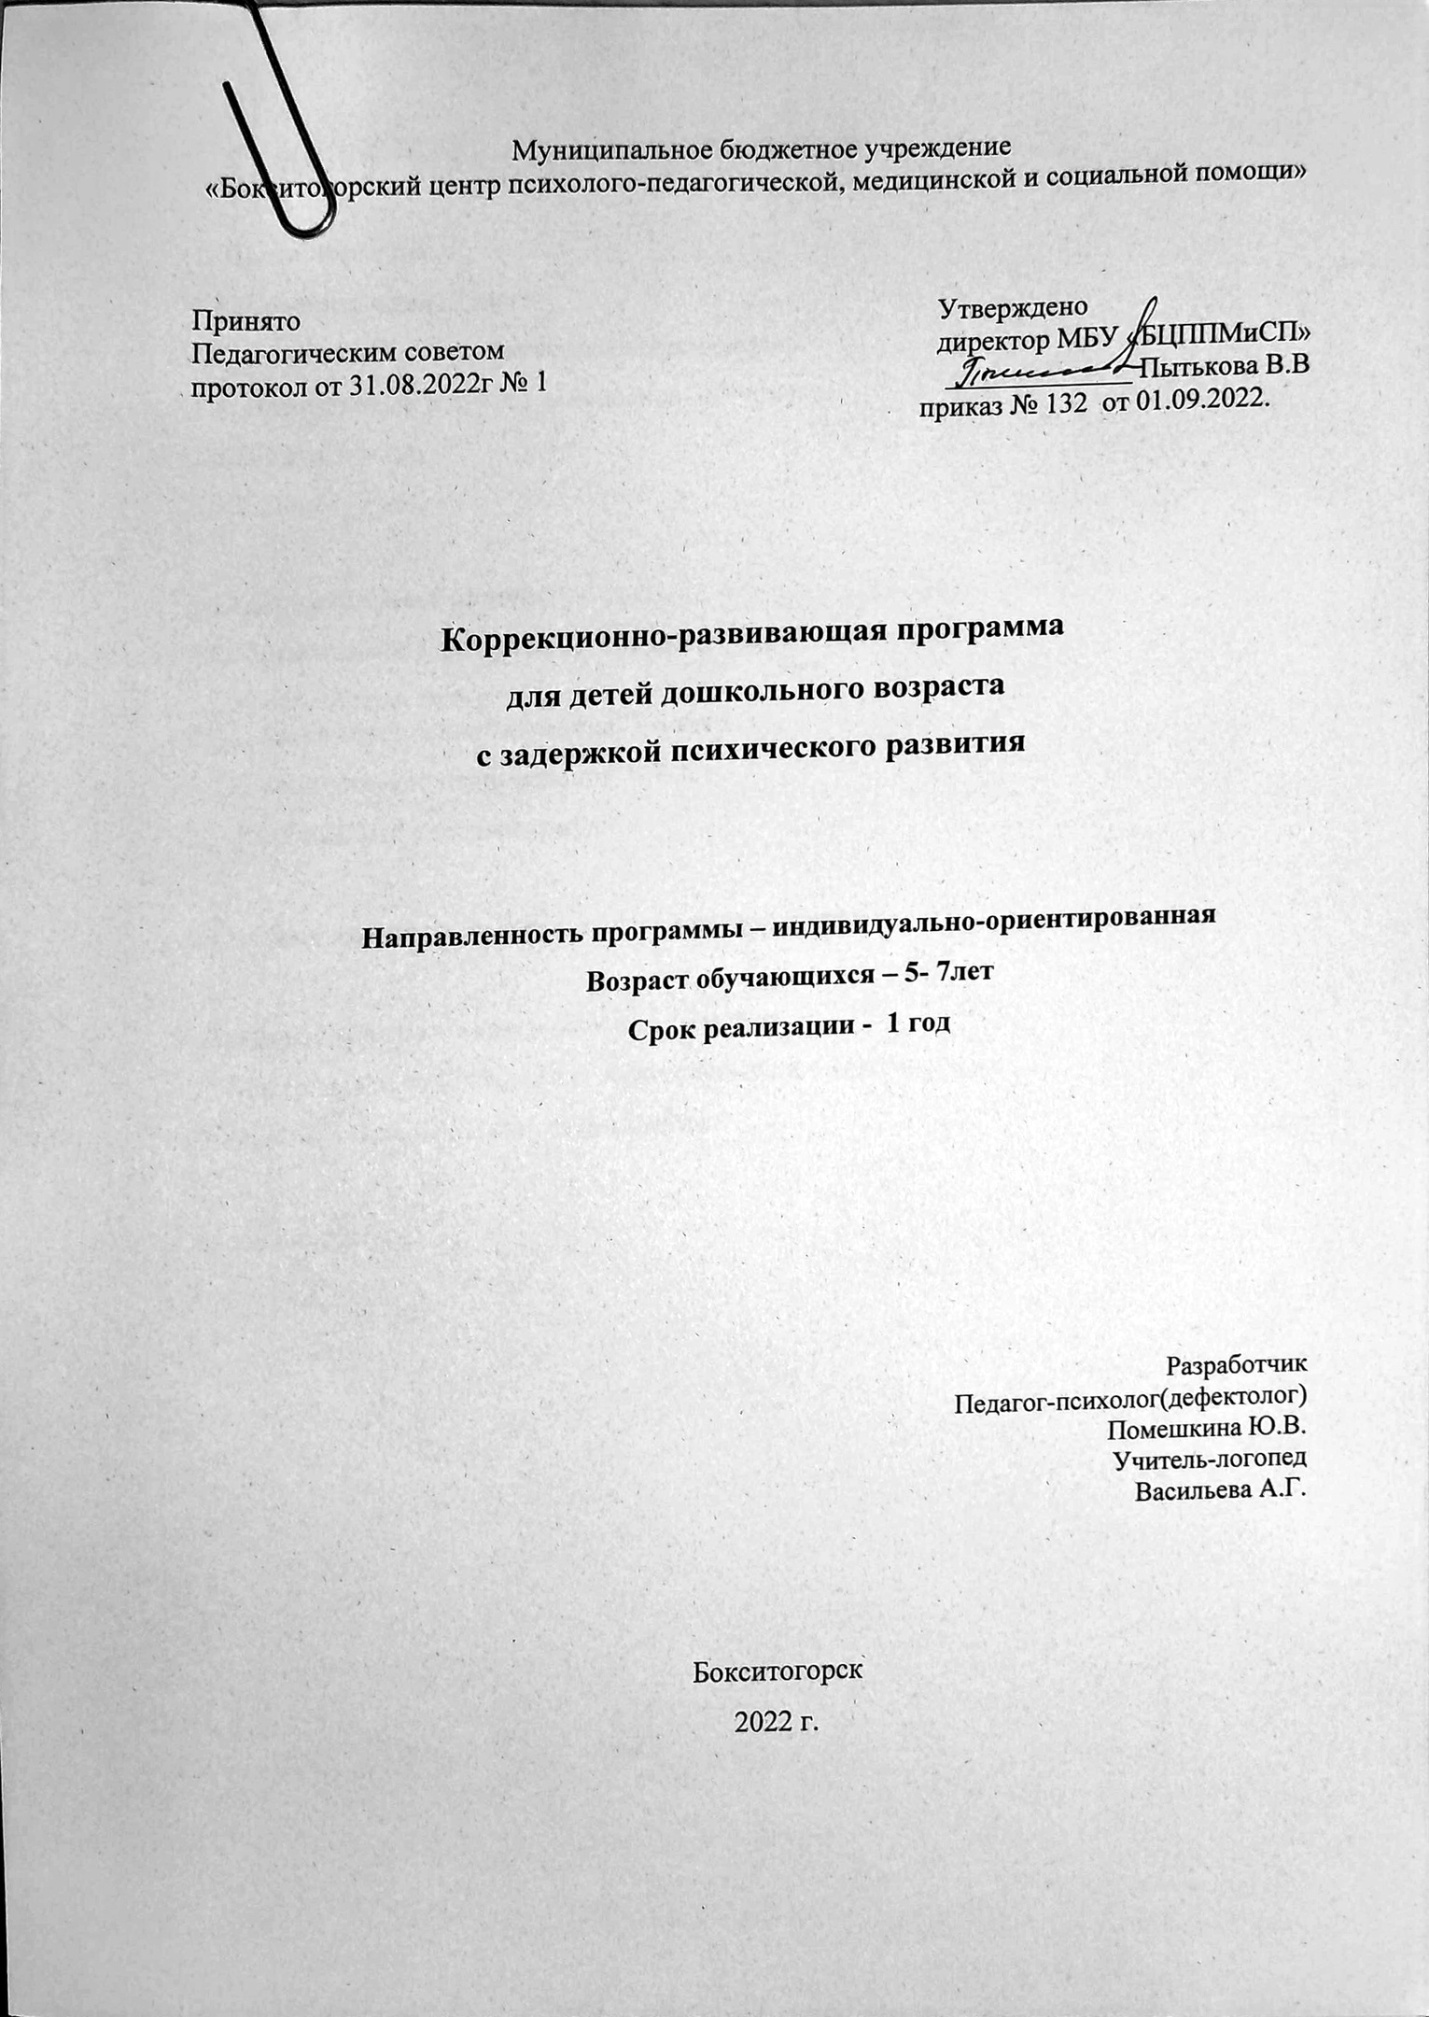 Муниципальное бюджетное учреждение
«Бокситогорский центр психолого-педагогической, медицинской и социальной помощи»
Принято
Педагогическим советом
протокол от 31.08.2022г № 1
Утверждено
директор МБУ «БЦППМиСП»
Пытькова В.В
приказ № 132 от 01.09.2022.
Коррекционно-развивающая программа
для детей дошкольного возраста
с задержкой психического развития
Направленность программы – индивидуально-ориентированная
Возраст обучающихся – 5- 7лет
Срок реализации - 1 год
Разработчик
Педагог-психолог(дефектолог)
Помешкина Ю.В.
Учитель-логопед
Васильева А.Г.
Бокситогорск
2022 г.